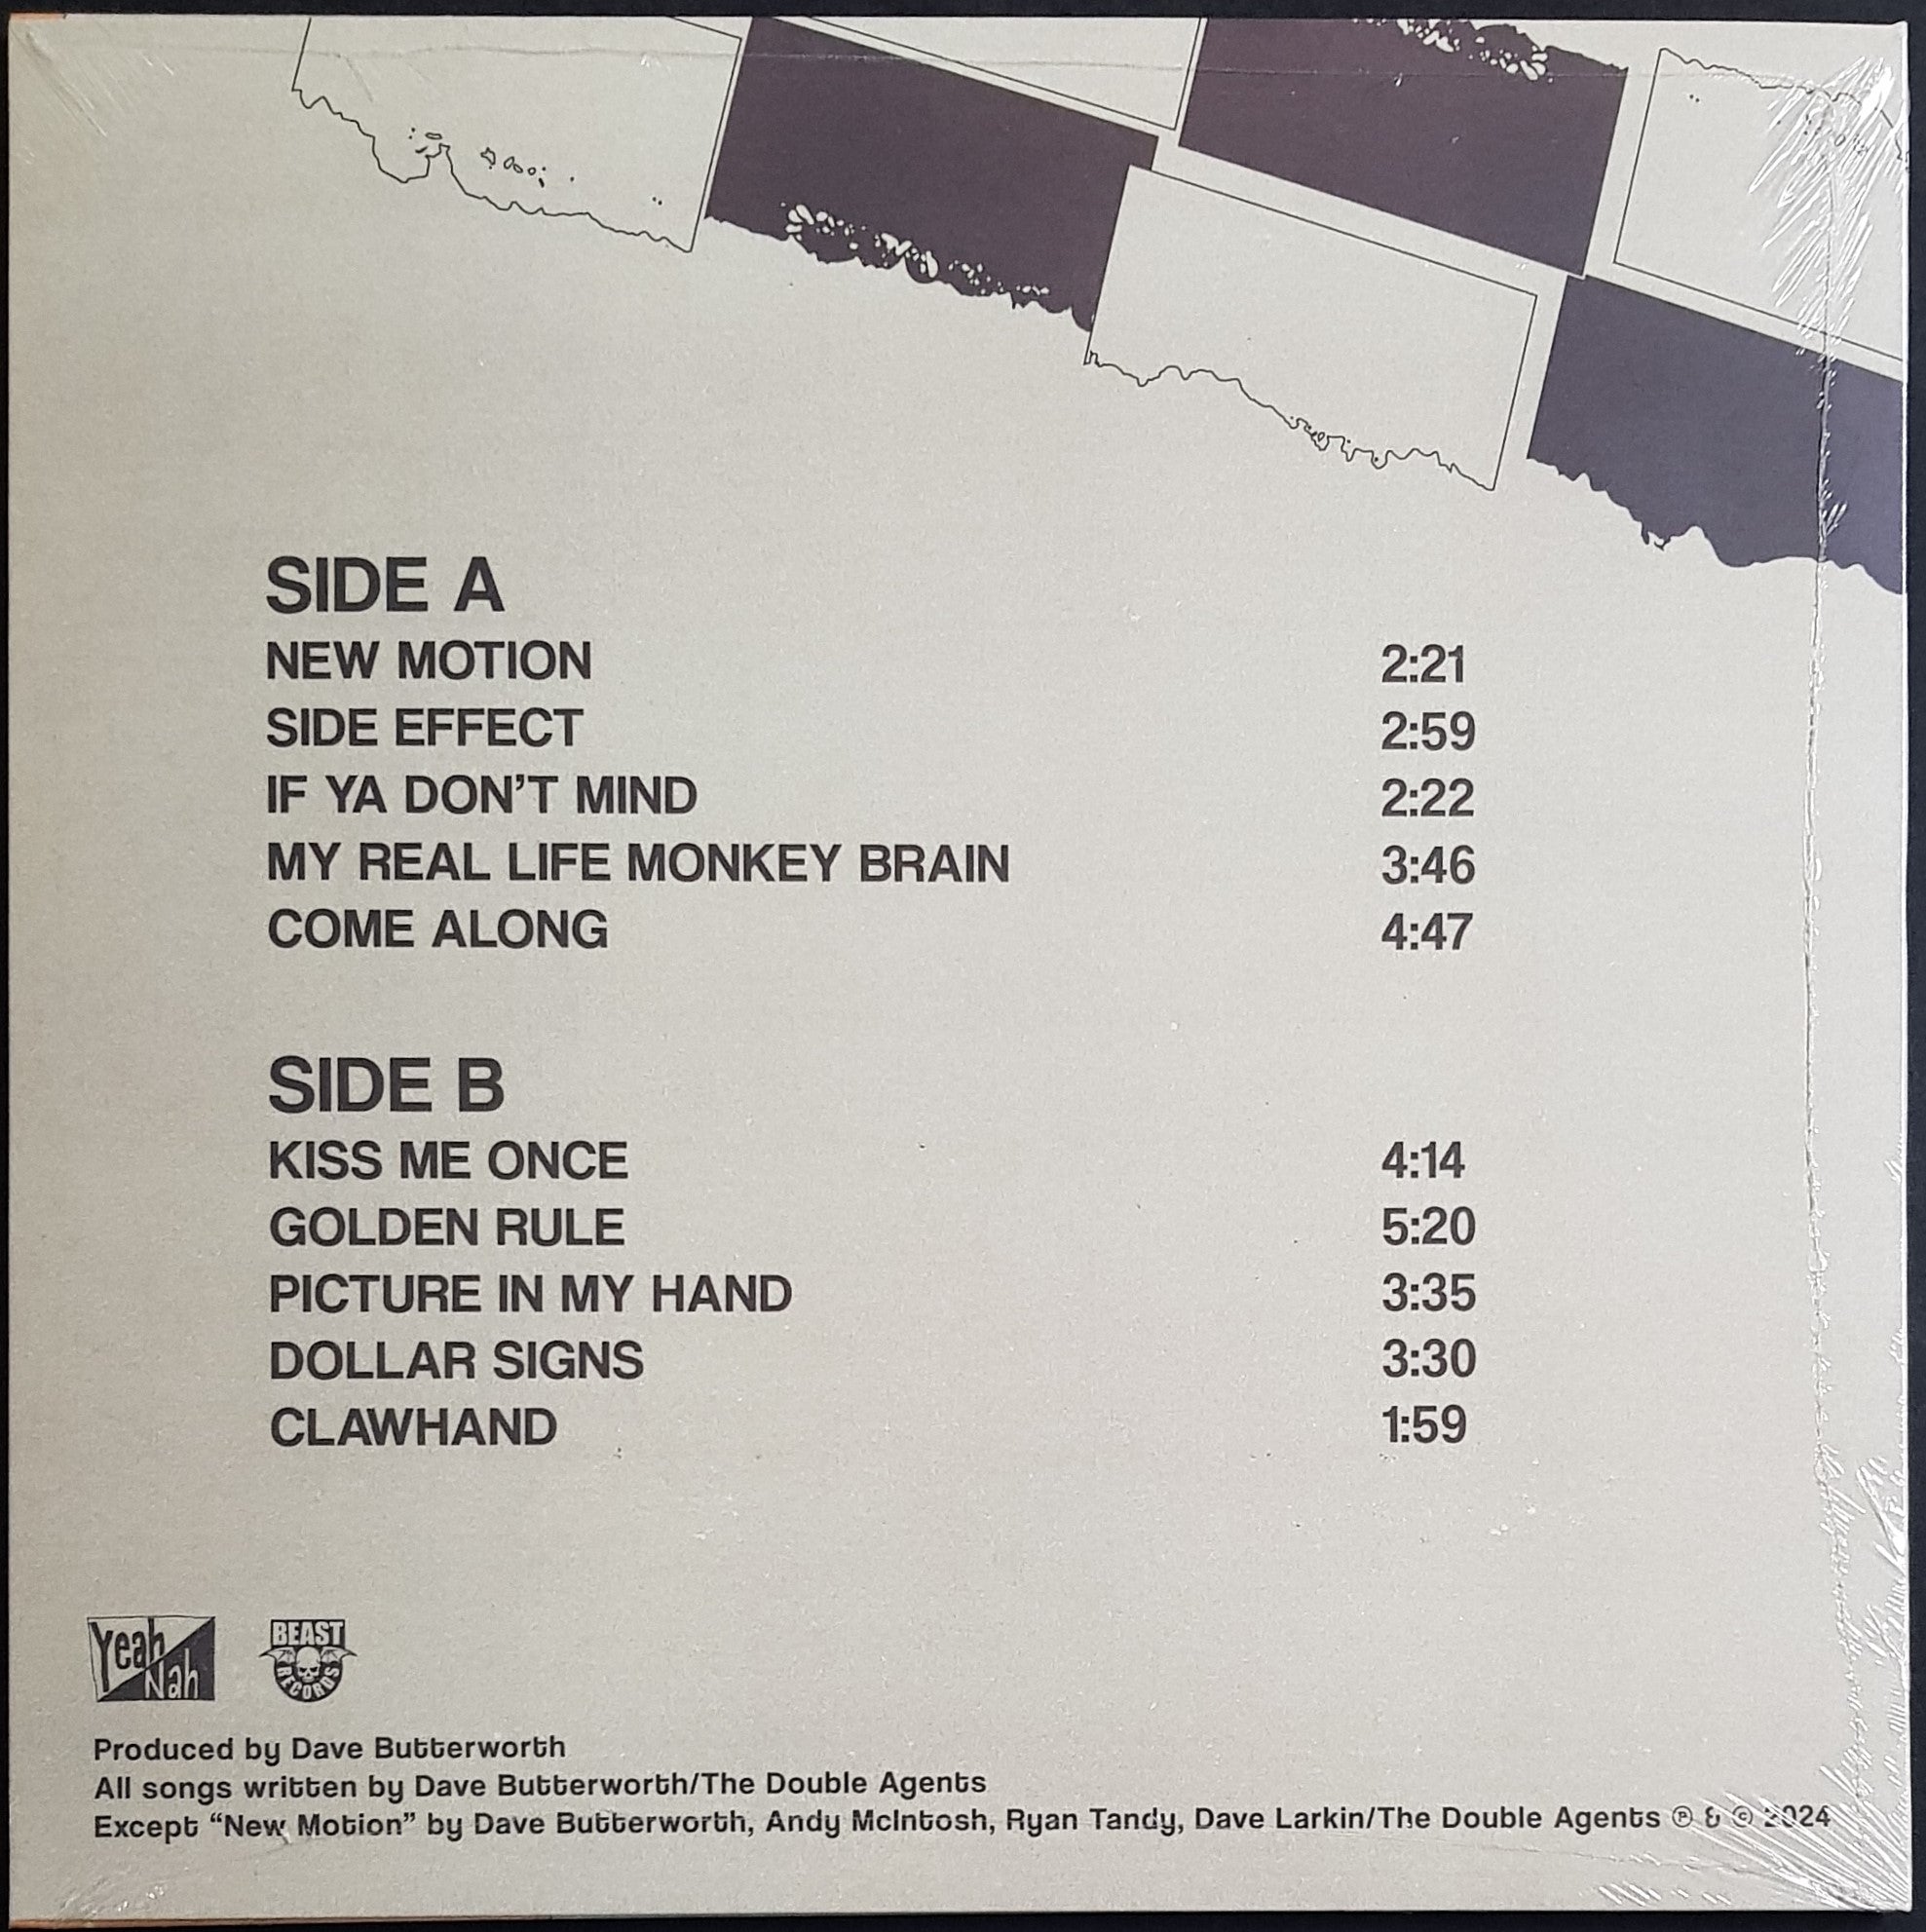 SIDE A
NEW MOTION 2:21
SIDE EFFECT 2:59
IF YA DON'T MIND 2:22
MY REAL LIFE MONKEY BRAIN 3:46
COME ALONG 4:47
SIDE B
KISS ME ONCE 4:14
GOLDEN RULE 5:20
PICTURE IN MY HAND 3:35
DOLLAR SIGNS 3:30
CLAWHAND 1:59
Yeah
Nah
BEAST
RECORDS
Produced by Dave Butterworth
All songs written by Dave Butterworth/The Double Agents
Except “New Motion” by Dave Butterworth, Andy McIntosh, Ryan Tandy, Dave Larkin/The Double Agents ℗ & © 2024